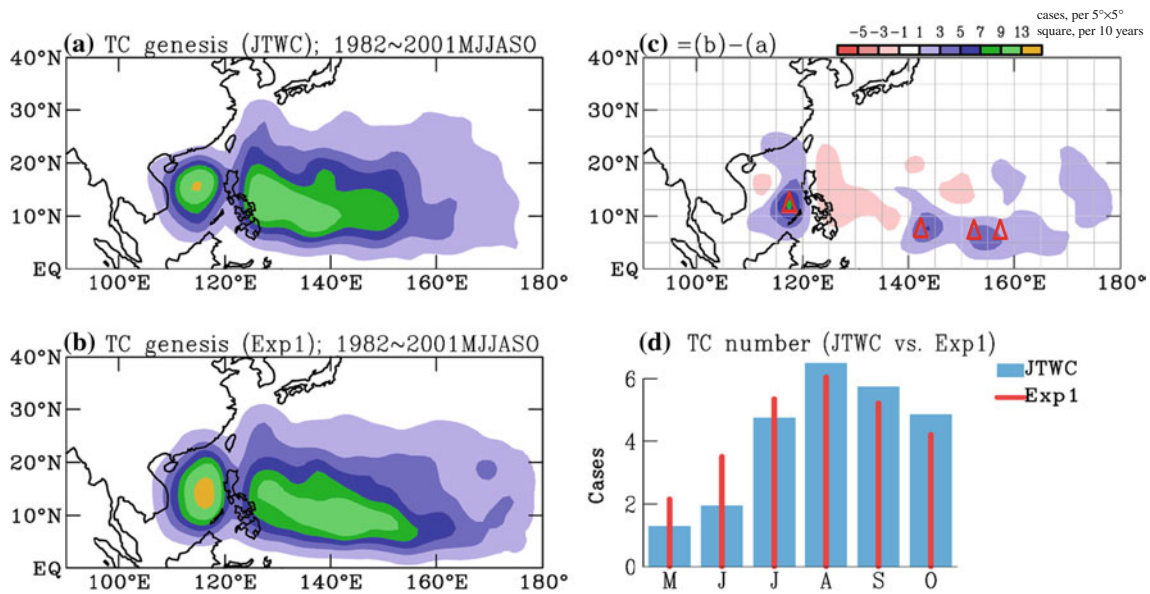 (a) TC genesis (JTWC); 1982~2001MJJASO
40°N
30°N
20°N
10°N
EQ
100°E 120°E 140°E 160°E 180°
(b) TC genesis (Exp1); 1982~2001MJJASO
40°N
30°N
20°N
10°N
EQ
100°E 120°E 140°E 160°E 180°
(c) =(b)-(a)
-5 -3 -1 1 3 5 7 9 13
cases, per 5°×5°
square, per 10 years
40°N
30°N
20°N
10°N
EQ
100°E 120°E 140°E 160°E 180°
(d) TC number (JTWC vs. Exp1)
JTWC
Exp1
Cases
6
4
2
0
M J J A S O